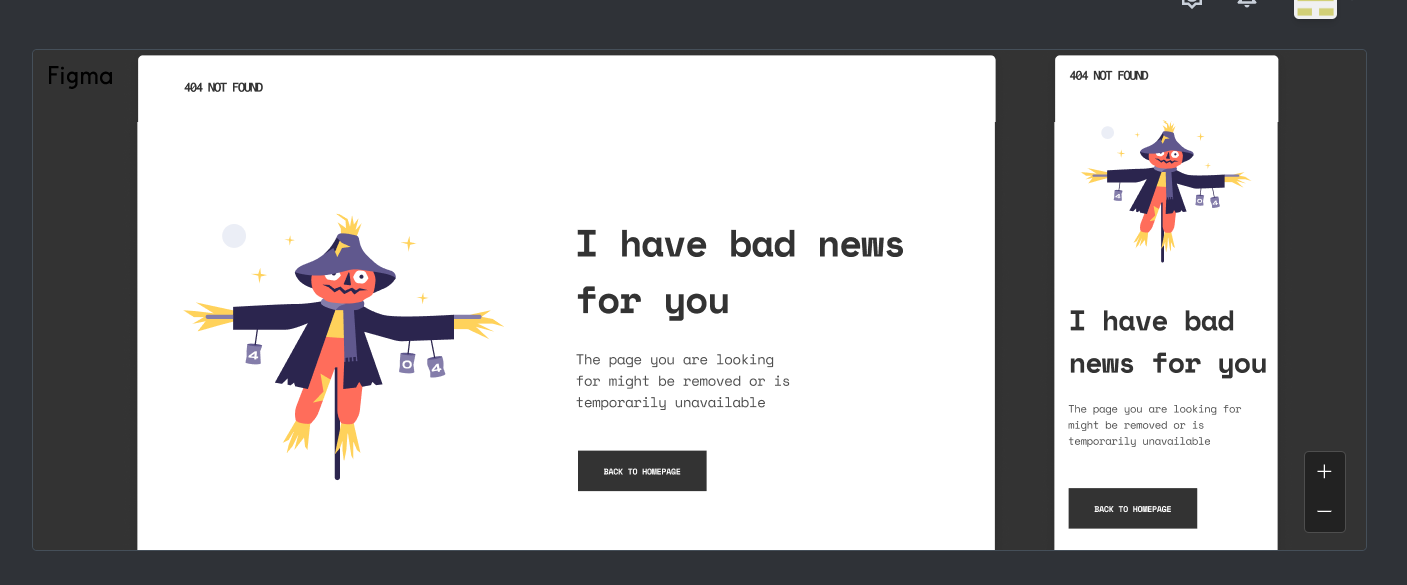 Figma
404 NOT FOUND
I have bad news
for you
The page you are looking
for might be removed or is
temporarily unavailable
BACK TO HOMEPAGE
4
0
4
404 NOT FOUND
4
0
4
I have bad
news for you
The page you are looking for
might be removed or is
temporarily unavailable
BACK TO HOMEPAGE